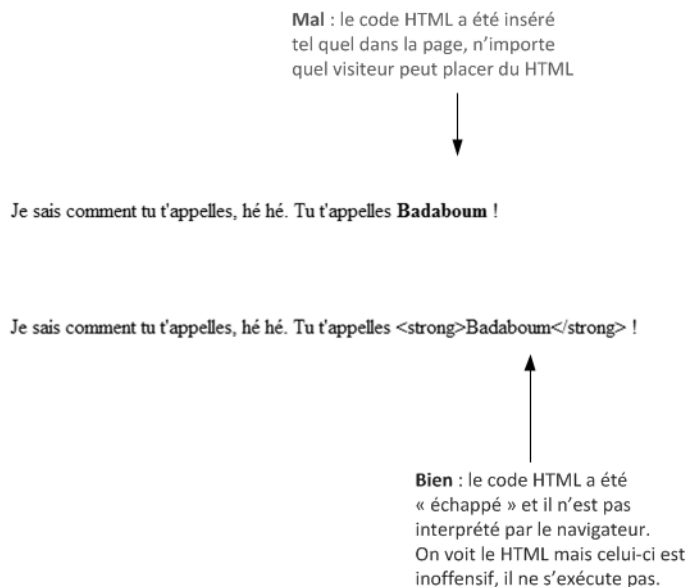 Mal : le code HTML a été inséré
tel quel dans la page, n’importe
quel visiteur peut placer du HTML
Je sais comment tu t'appelles, hé hé. Tu t'appelles Badaboum !
Je sais comment tu t'appelles, hé hé. Tu t'appelles <strong>Badaboum</strong> !
Bien : le code HTML a été
« échappé » et il n’est pas
interprété par le navigateur.
On voit le HTML mais celui-ci est
inoffensif, il ne s’exécute pas.